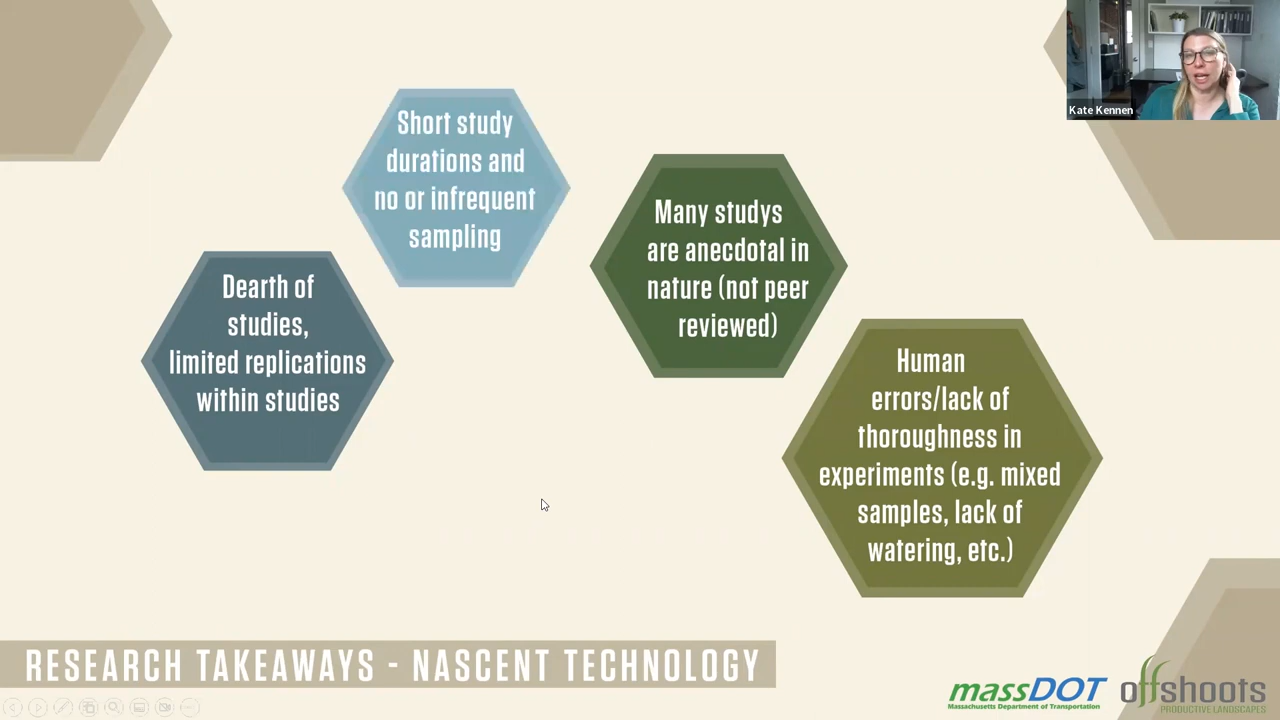 Kate Kennen
Short study
durations and
no or infrequent
sampling
Many studys
are anecdotal in
nature (not peer
reviewed)
Dearth of
studies,
limited replications
within studies
Human
errors/lack of
thoroughness in
experiments (e.g. mixed
samples, lack of
watering, etc.)
RESEARCH TAKEAWAYS - NASCENT TECHNOLOGY
massDOT
Massachusetts Department of Transportation
offshoots
PRODUCTIVE LANDSCAPES